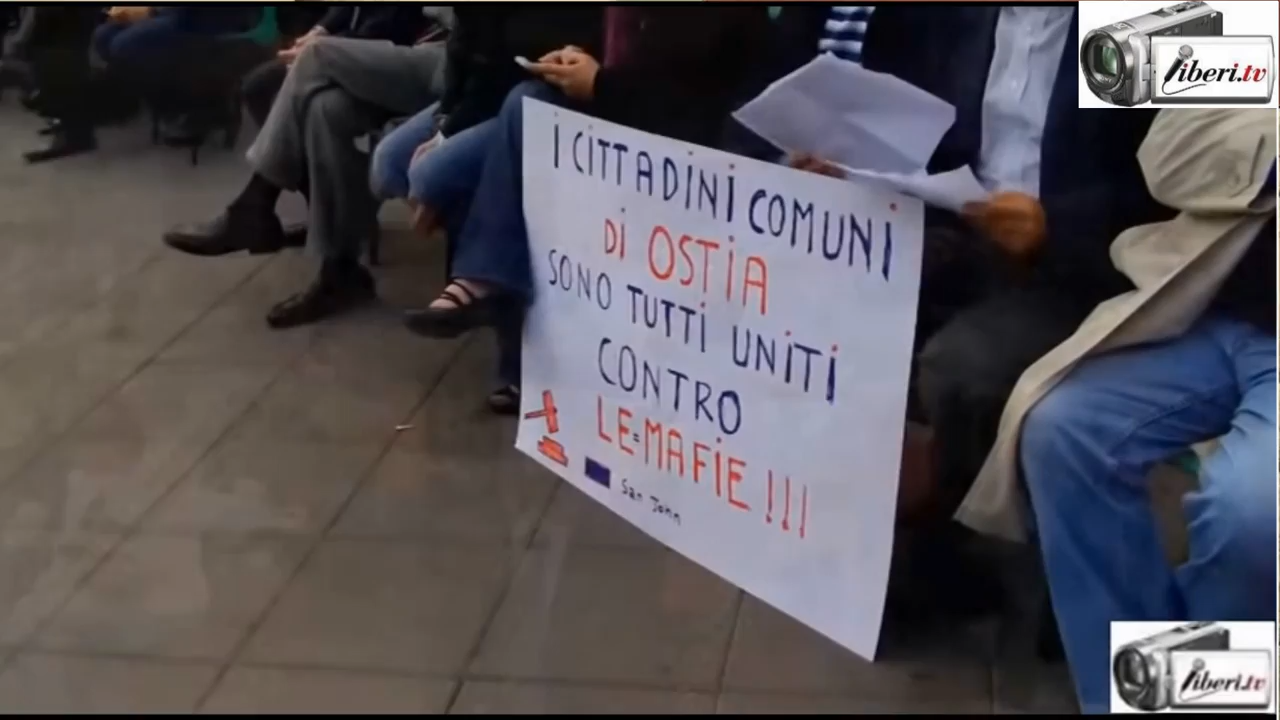 liberi.tv
I CITTADINI COMUNI
Di OSTiA
SONO TUTTI UNiTi
CONTRO
LE=MAFiE!!!
San John
liberi.tv